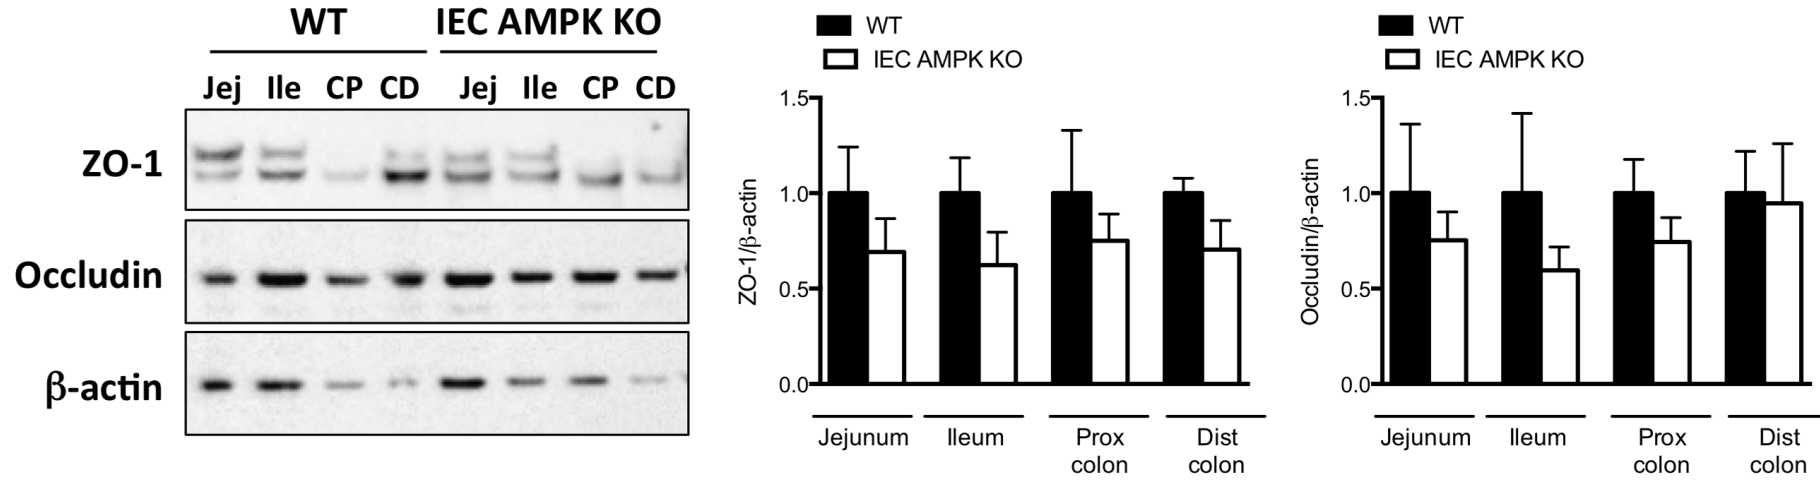 WT IEC AMPK KO
Jej Ile CP CD Jej Ile CP CD
ZO-1
Occludin
β-actin
WT
IEC AMPK KO
ZO-1/β-actin
1.5
1.0
0.5
0.0
Jejunum Ileum Prox colon Dist colon
WT
IEC AMPK KO
Occludin/β-actin
1.5
1.0
0.5
0.0
Jejunum Ileum Prox colon Dist colon